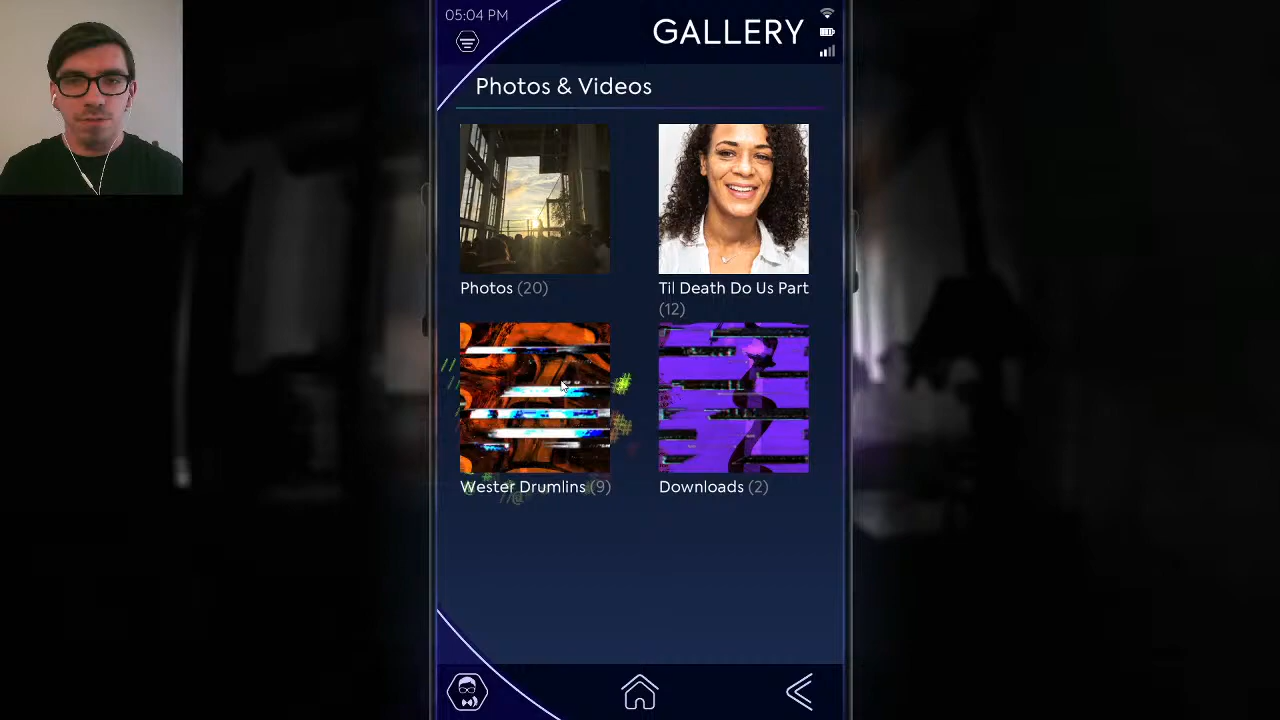 05:04 PM
GALLERY
Photos & Videos
Photos (20)
Til Death Do Us Part
(12)
Wester Drumlins (9)
Downloads (2)